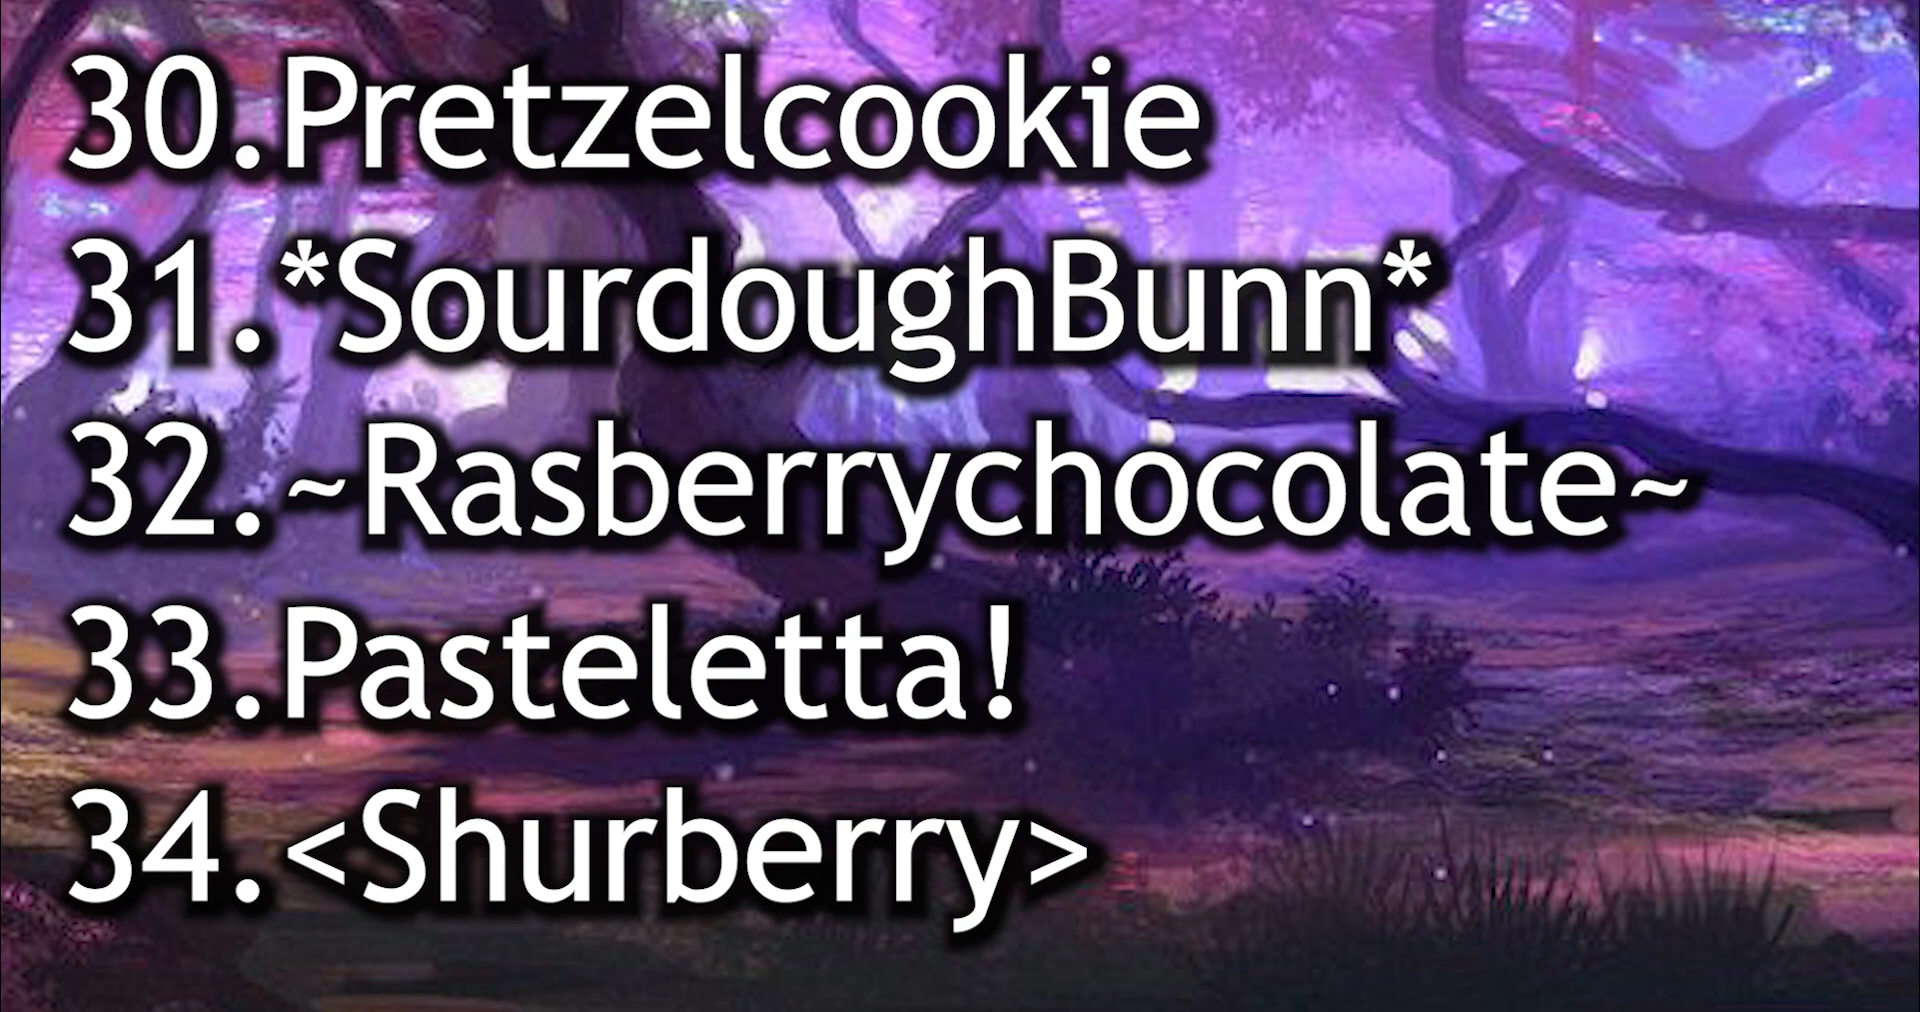 30.Pretzelcookie
31.*SourdoughBunn*
32.~Rasberrychocolate~
33.Pasteletta!
34.<Shurberry>